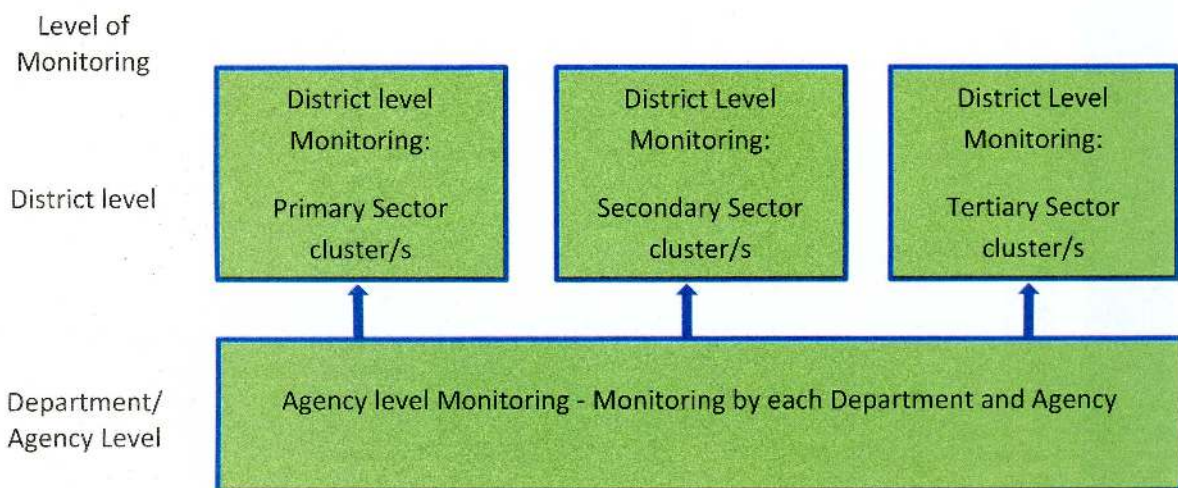 Level of
Monitoring
District level
Monitoring:
Primary Sector
cluster/s
District Level
Monitoring:
Secondary Sector
cluster/s
District Level
Monitoring:
Tertiary Sector
cluster/s
District level
Agency level Monitoring - Monitoring by each Department and Agency
Department/
Agency Level